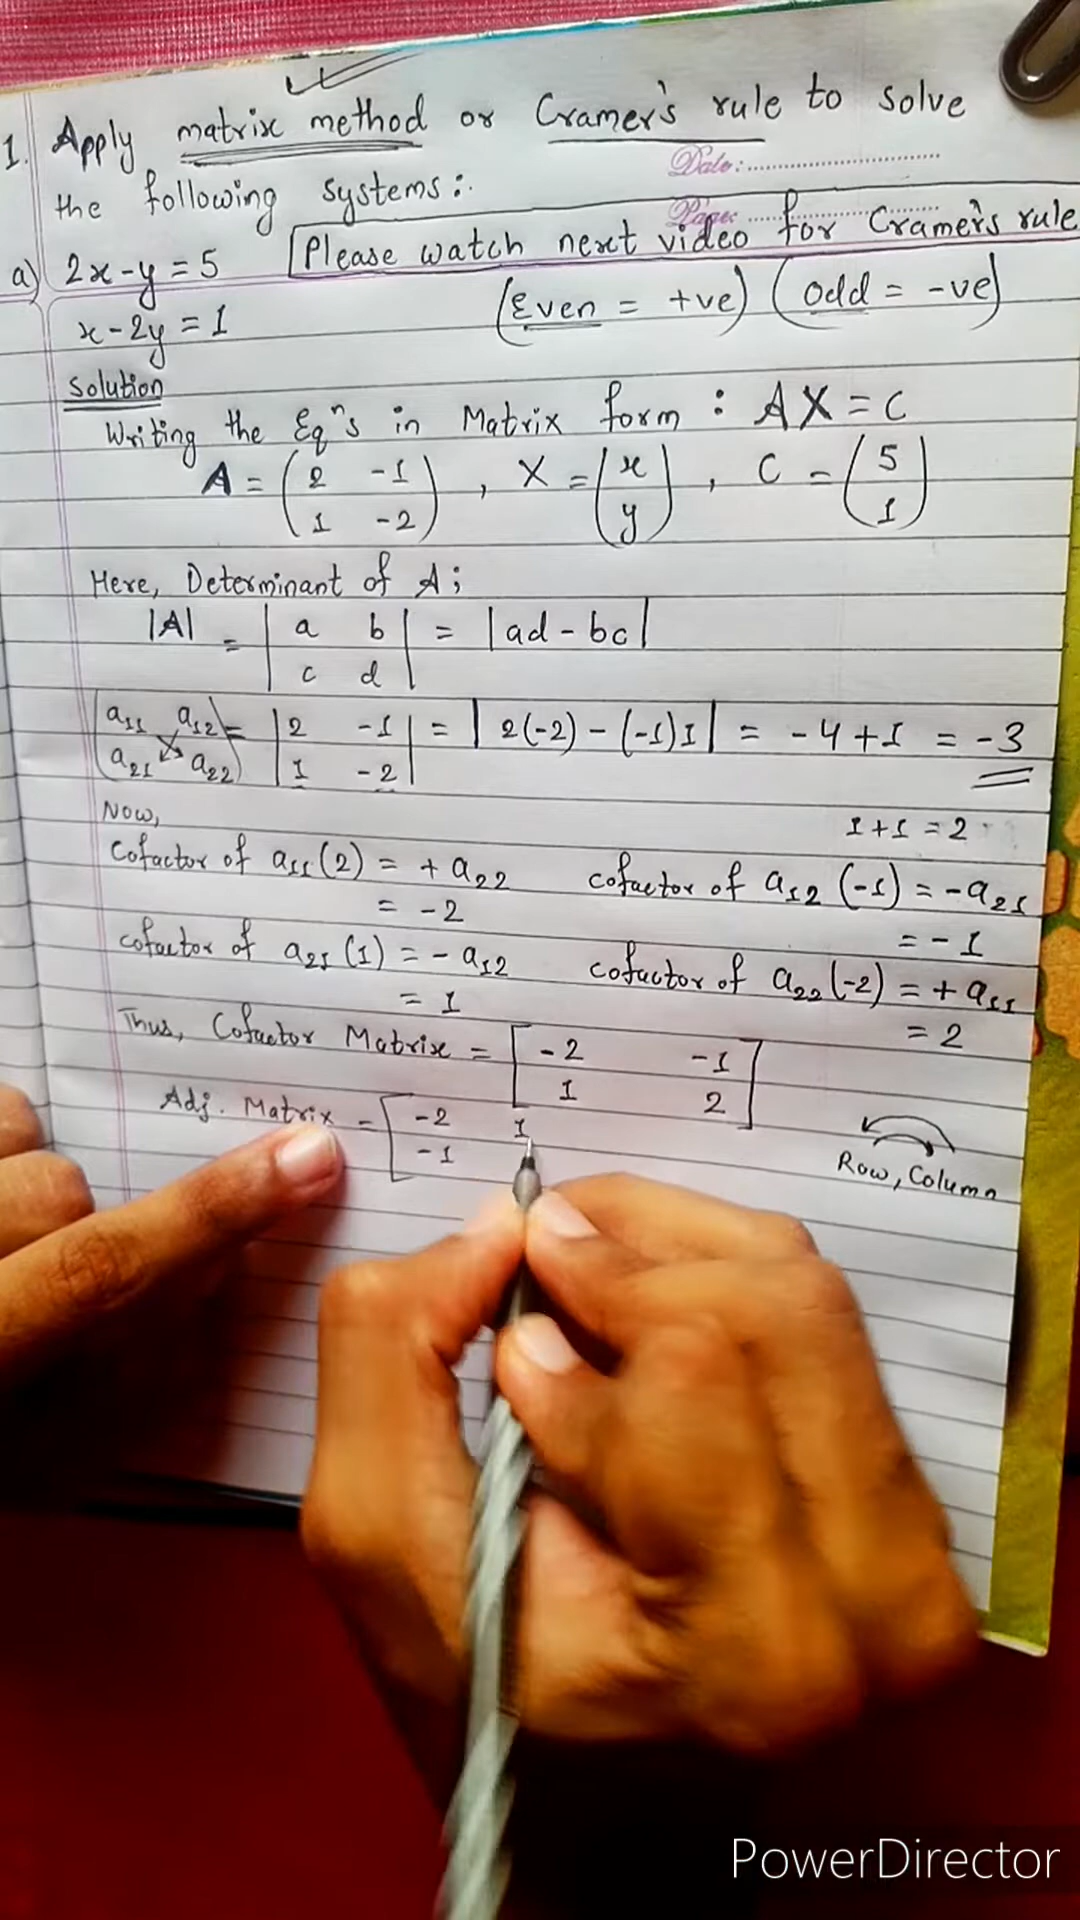 1. Apply matrix method or Cramer's rule to solve
Date:
the following systems:
Page:
a) 2x-y=5 Please watch next video for Cramer's rule
x-2y=1 (Even = +ve) (odd = -ve)
Solution
Writing the Eqⁿs in Matrix form : AX=C
A = (2 -1
1 -2), X = (x
y), C = (5
1)
Here, Determinant of A;
|A| = |a b
c d| = |ad-bc|
|a₁₁ a₁₂
a₂₁ a₂₂| = |2 -1
1 -2| = |2(-2)-(-1)1| = -4+1 = -3
Now, 1+1=2
Cofactor of a₁₁(2) = +a₂₂ cofactor of a₁₂(-1) = -a₂₁
= -2 = -1
cofactor of a₂₁(1) = -a₁₂ cofactor of a₂₂(-2) = +a₁₁
= 1 = 2
Thus, Cofactor Matrix = [-2 -1
1 2]
Adj. Matrix = [-2 1
-1
Row, Column
PowerDirector